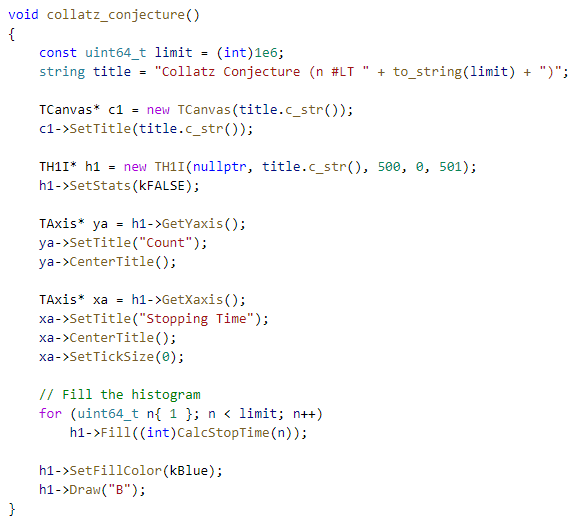 void collatz_conjecture()
{
    const uint64_t limit = (int)1e6;
    string title = "Collatz Conjecture (n #LT " + to_string(limit) + ")";

    TCanvas* c1 = new TCanvas(title.c_str());
    c1->SetTitle(title.c_str());

    TH1I* h1 = new TH1I(nullptr, title.c_str(), 500, 0, 501);
    h1->SetStats(kFALSE);

    TAxis* ya = h1->GetYaxis();
    ya->SetTitle("Count");
    ya->CenterTitle();

    TAxis* xa = h1->GetXaxis();
    xa->SetTitle("Stopping Time");
    xa->CenterTitle();
    xa->SetTickSize(0);

    // Fill the histogram
    for (uint64_t n{ 1 }; n < limit; n++)
        h1->Fill((int)CalcStopTime(n));

    h1->SetFillColor(kBlue);
    h1->Draw("B");
}